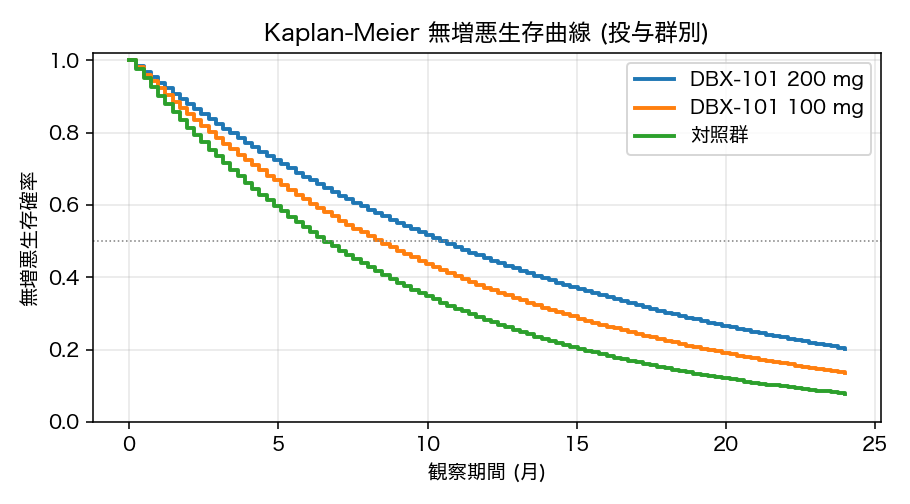 Kaplan-Meier 無増悪生存曲線 (投与群別)
DBX-101 200 mg
DBX-101 100 mg
対照群
無増悪生存確率
1.0
0.8
0.6
0.4
0.2
0.0
0 5 10 15 20 25
観察期間 (月)